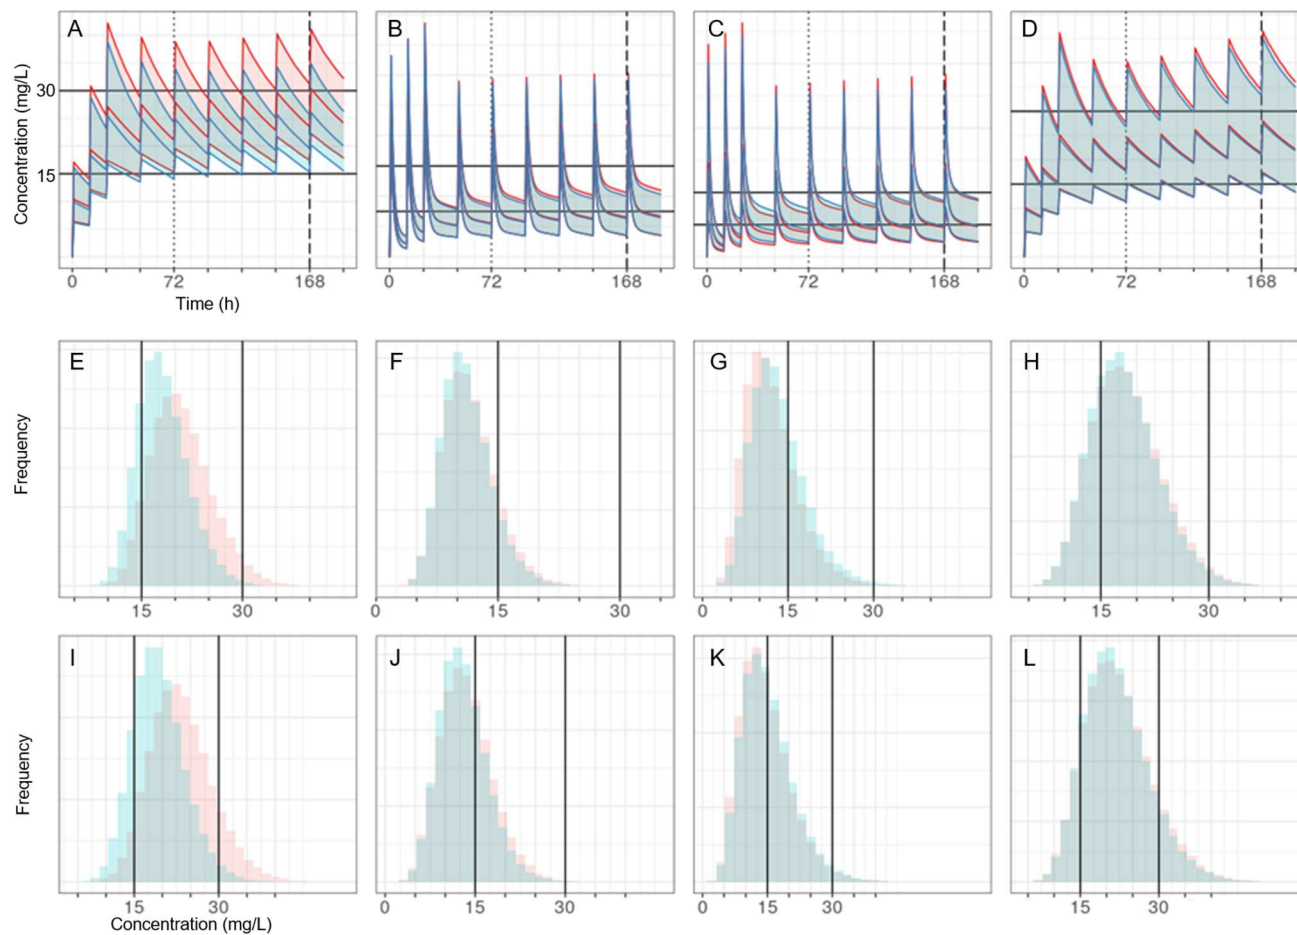 A B C D
Concentration (mg/L)
30
15
0 72 168 0 72 168 0 72 168 0 72 168
Time (h)
E F G H
Frequency
15 30 0 15 30 0 15 30 15 30
I J K L
Frequency
15 30 0 15 30 0 15 30 15 30
Concentration (mg/L)